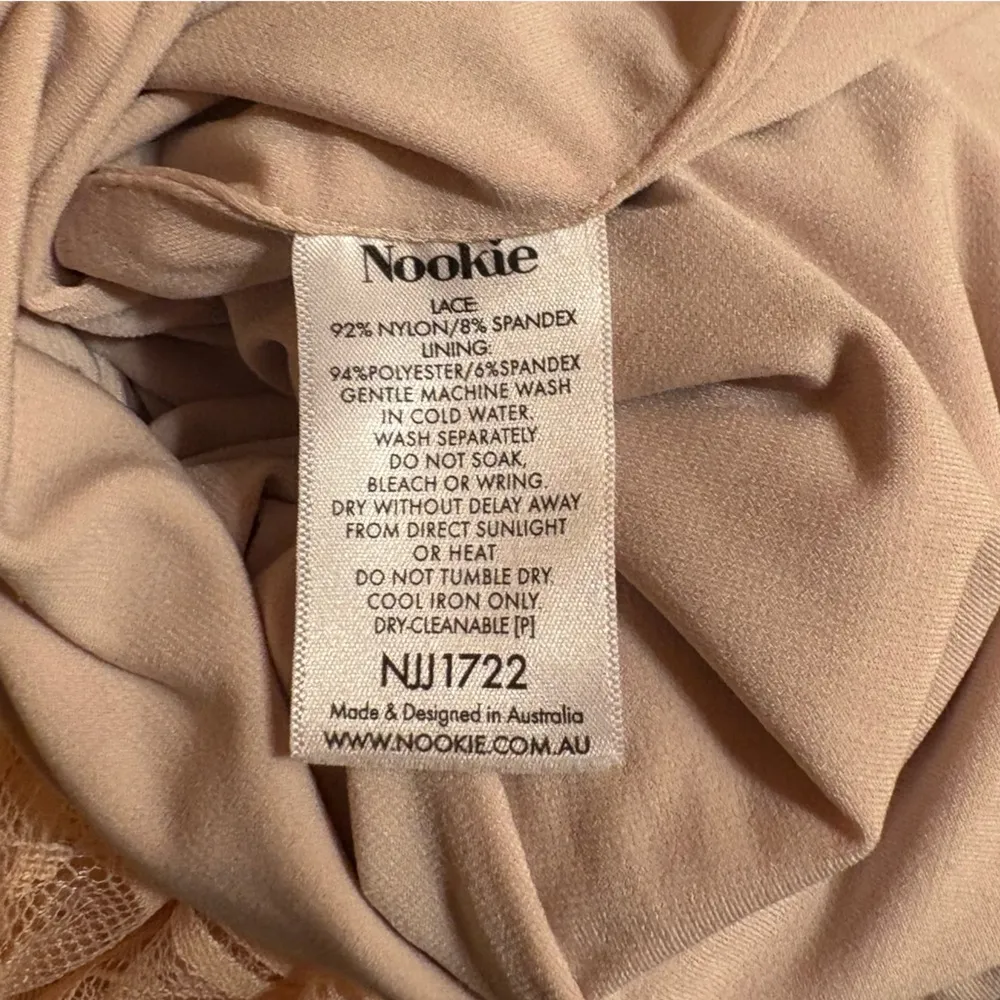 Nookie
LACE:
92% NYLON/8% SPANDEX
LINING:
94%POLYESTER/6%SPANDEX
GENTLE MACHINE WASH
IN COLD WATER.
WASH SEPARATELY
DO NOT SOAK,
BLEACH OR WRING.
DRY WITHOUT DELAY AWAY
FROM DIRECT SUNLIGHT
OR HEAT
DO NOT TUMBLE DRY.
COOL IRON ONLY.
DRY-CLEANABLE [P]
NJJ1722
Made & Designed in Australia
WWW.NOOKIE.COM.AU